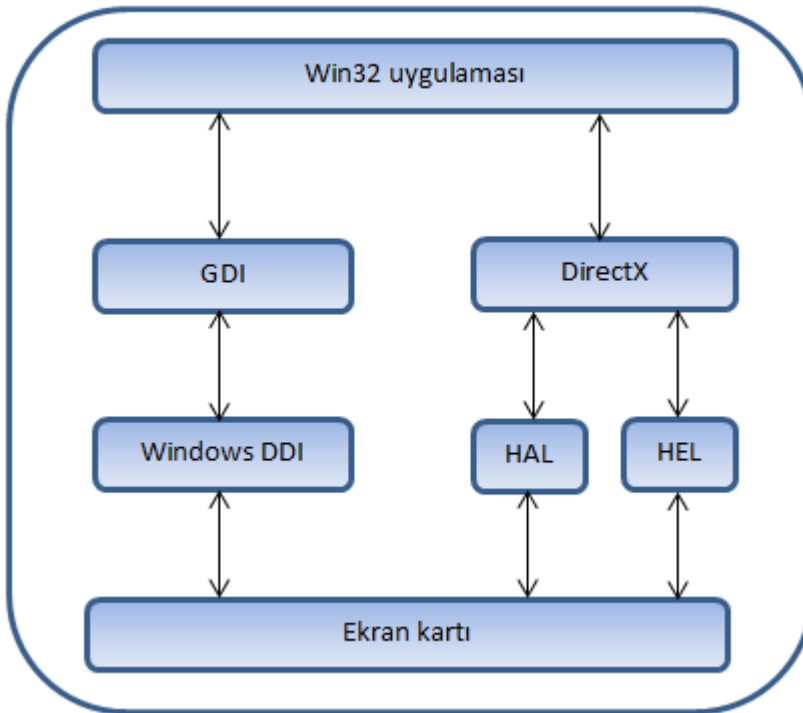 Win32 uygulaması
GDI
DirectX
Windows DDI
HAL
HEL
Ekran kartı